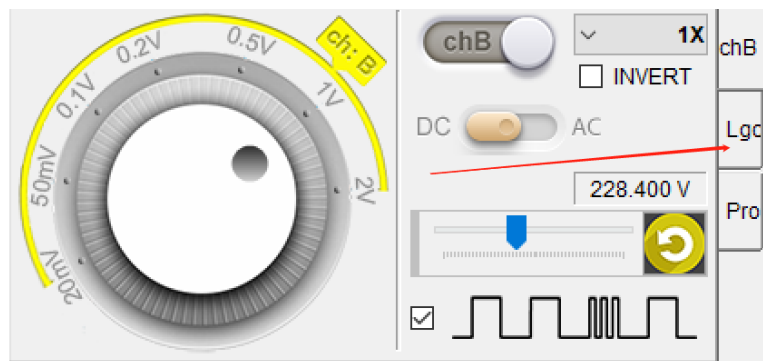 20mV
50mV
0.1V
0.2V
0.5V
1V
2V
ch: B
chB
1X
INVERT
DC
AC
228.400 V
chB
Lgc
Pro